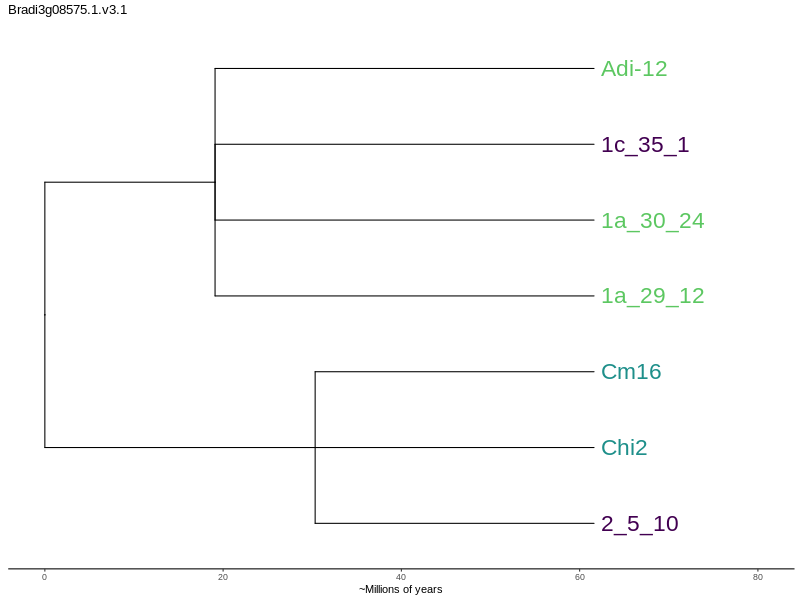 Bradi3g08575.1.v3.1
Adi-12
1c_35_1
1a_30_24
1a_29_12
Cm16
Chi2
2_5_10
0 20 40 60 80
~Millions of years